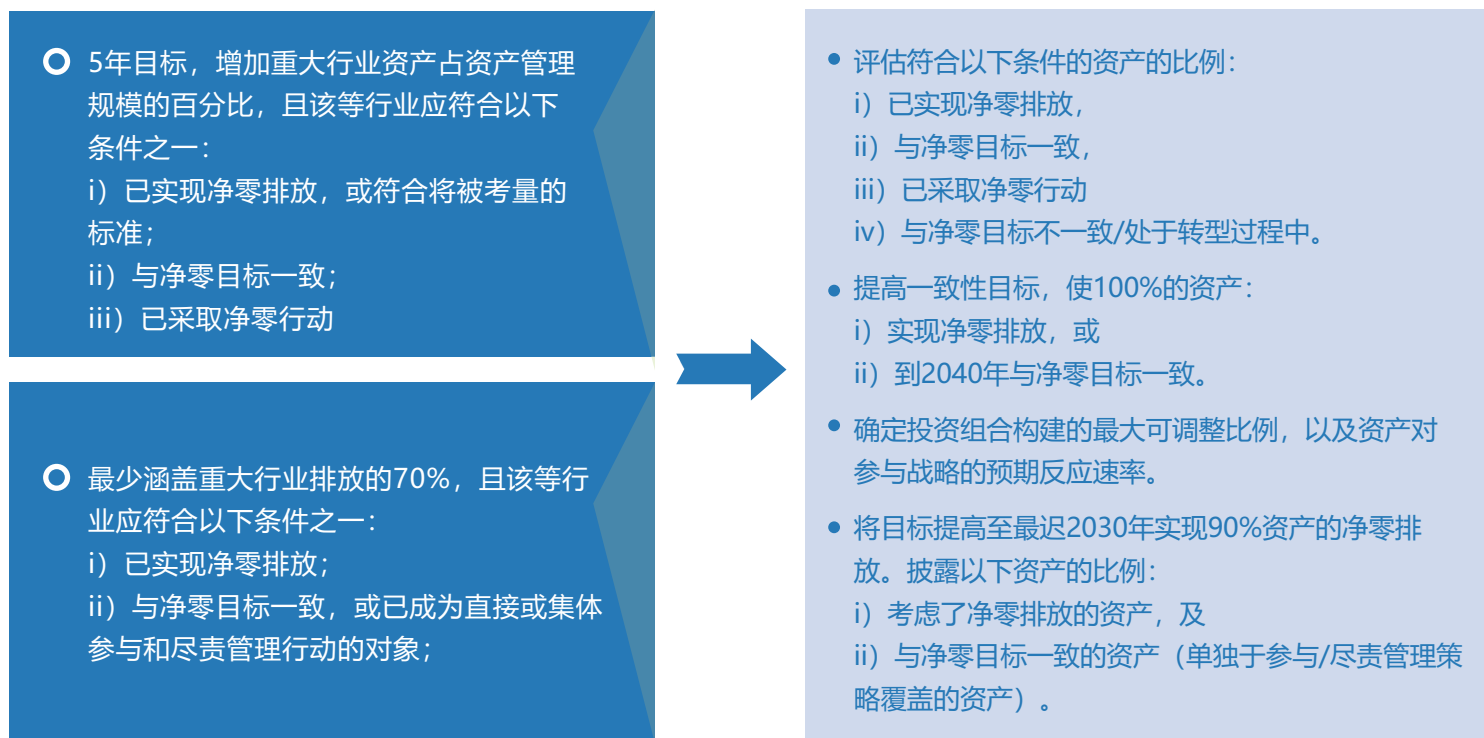 5年目标，增加重大行业资产占资产管理
规模的百分比，且该等行业应符合以下
条件之一：
i）已实现净零排放，或符合将被考量的
标准；
ii）与净零目标一致；
iii）已采取净零行动
最少涵盖重大行业排放的70%，且该等行
业应符合以下条件之一：
i）已实现净零排放；
ii）与净零目标一致，或已成为直接或集体
参与和尽责管理行动的对象；
评估符合以下条件的资产的比例：
i）已实现净零排放，
ii）与净零目标一致，
iii）已采取净零行动
iv）与净零目标不一致/处于转型过程中。
提高一致性目标，使100%的资产：
i）实现净零排放，或
ii）到2040年与净零目标一致。
确定投资组合构建的最大可调整比例，以及资产对
参与战略的预期反应速率。
将目标提高至最迟2030年实现90%资产的净零排
放。披露以下资产的比例：
i）考虑了净零排放的资产，及
ii）与净零目标一致的资产（单独于参与/尽责管理策
略覆盖的资产）。